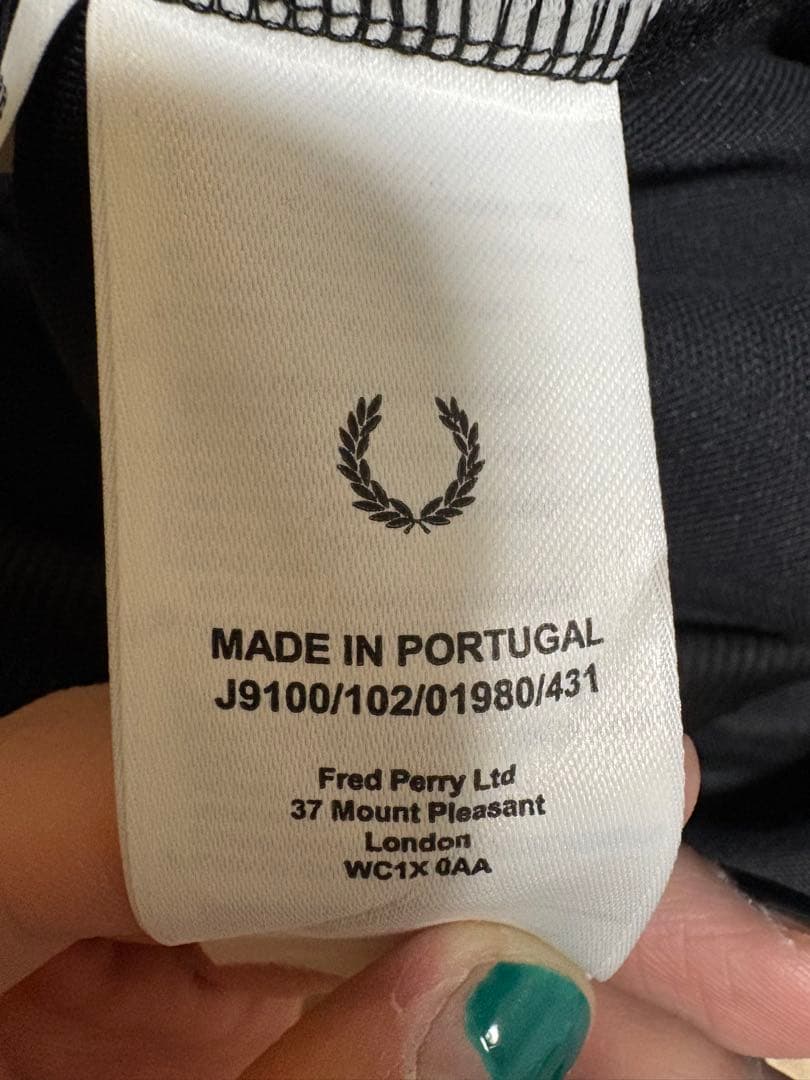 MADE IN PORTUGAL
J9100/102/01980/431
Fred Perry Ltd
37 Mount Pleasant
London
WC1X 0AA